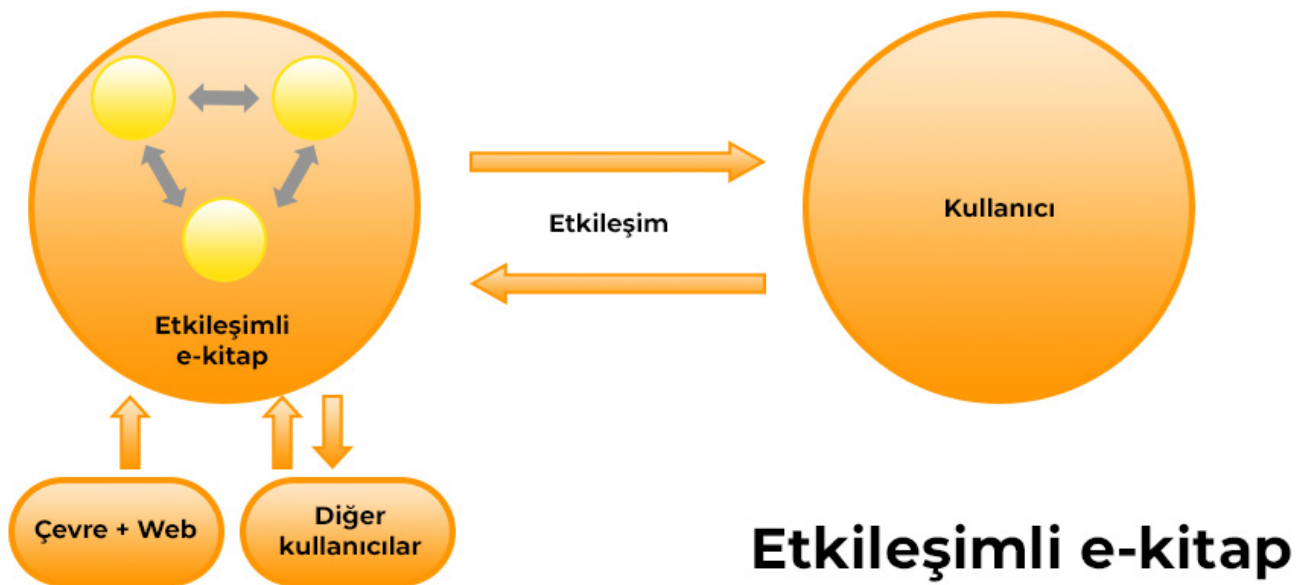 Etkileşim
Kullanıcı
Etkileşimli
e-kitap
Çevre + Web
Diğer
kullanıcılar
Etkileşimli e-kitap